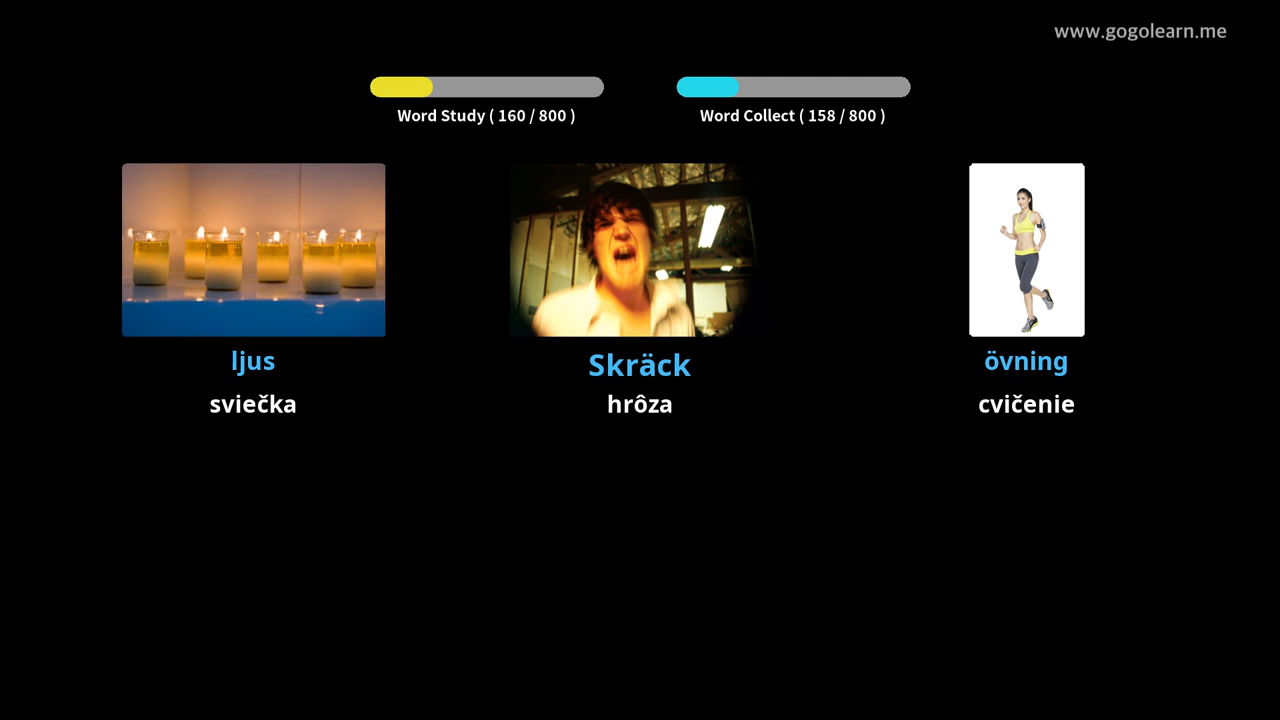 www.gogolearn.me
Word Study ( 160 / 800 )
Word Collect ( 158 / 800 )
ljus
Skräck
övning
sviečka
hrôza
cvičenie